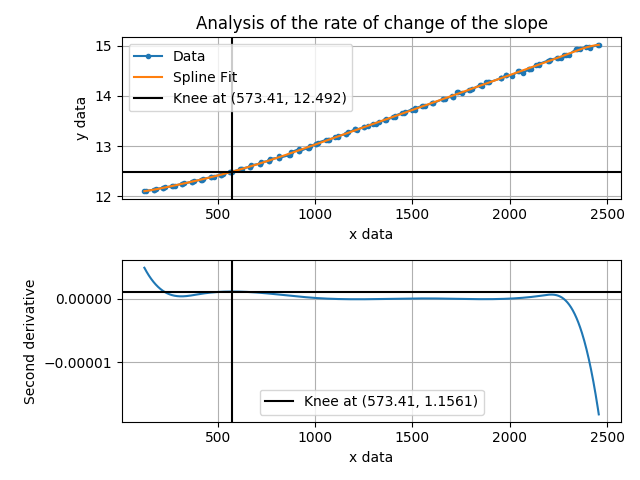 Analysis of the rate of change of the slope
Data
Spline Fit
Knee at (573.41, 12.492)
y data
15
14
13
12
500
1000
1500
2000
2500
x data
Second derivative
0.00000
−0.00001
Knee at (573.41, 1.1561)
500
1000
1500
2000
2500
x data